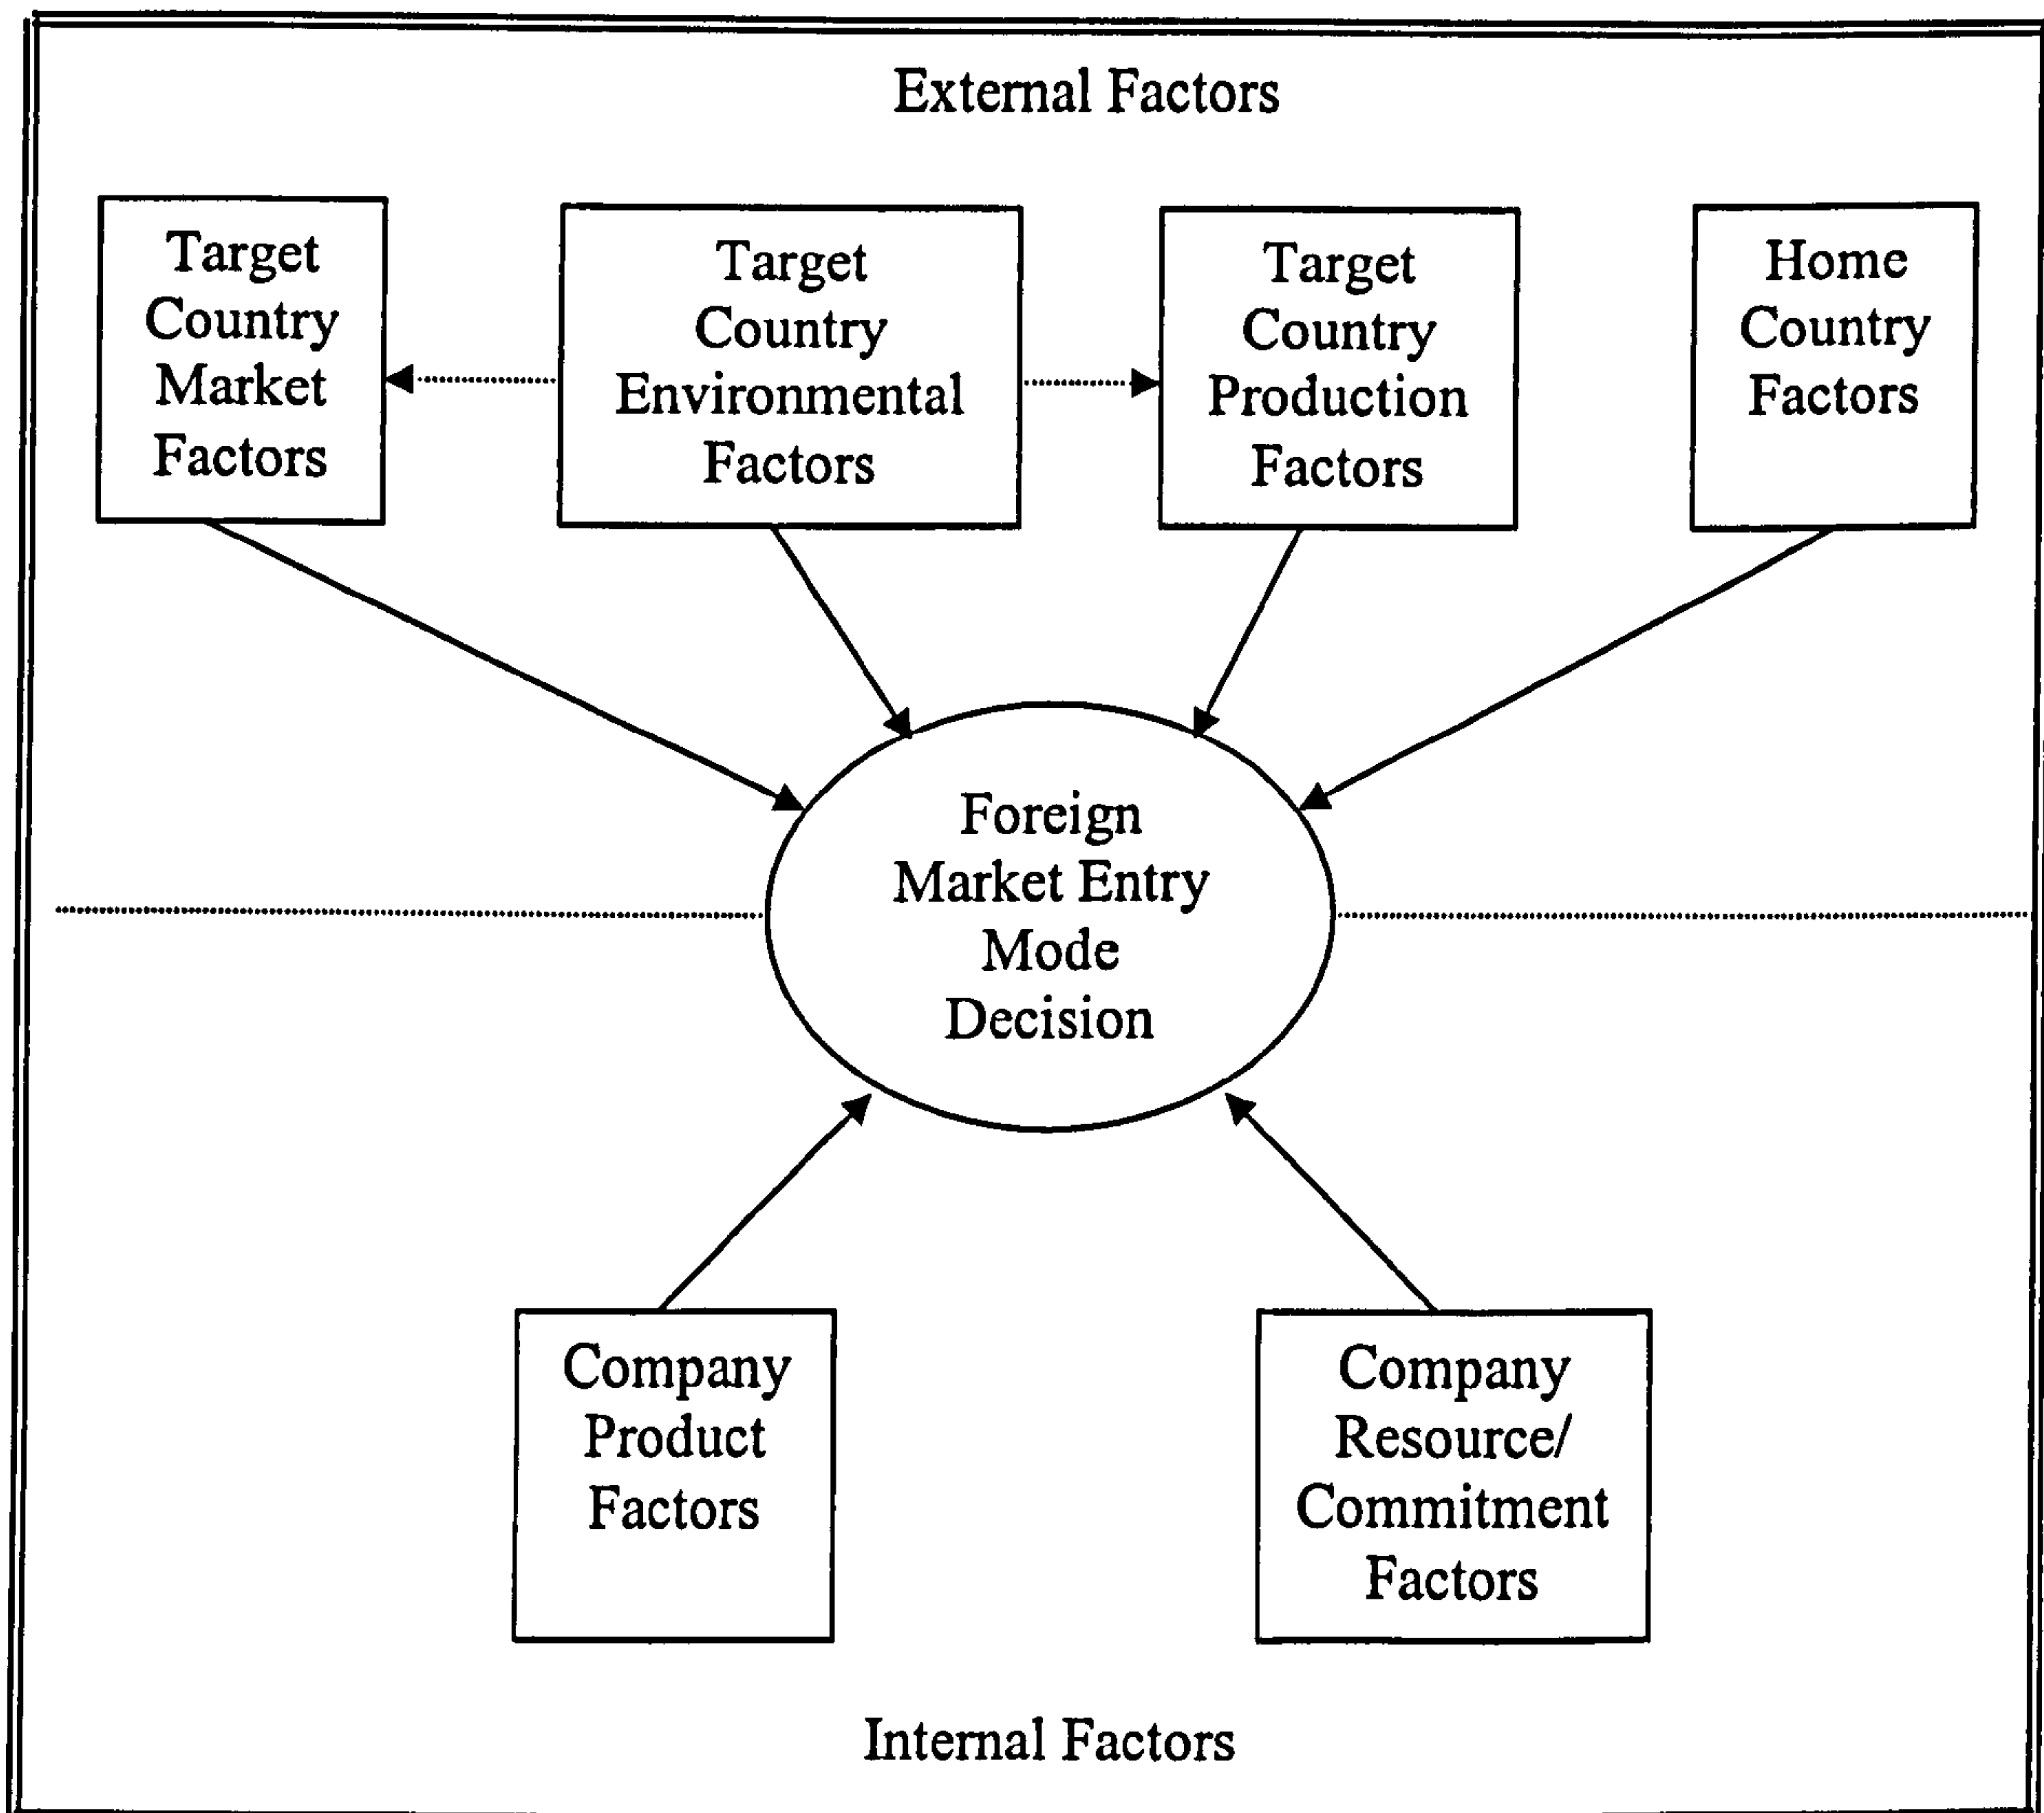 External Factors
Target
Country
Market
Factors
Target
Country
Environmental
Factors
Target
Country
Production
Factors
Home
Country
Factors
Foreign
Market Entry
Mode
Decision
Company
Product
Factors
Company
Resource/
Commitment
Factors
Internal Factors